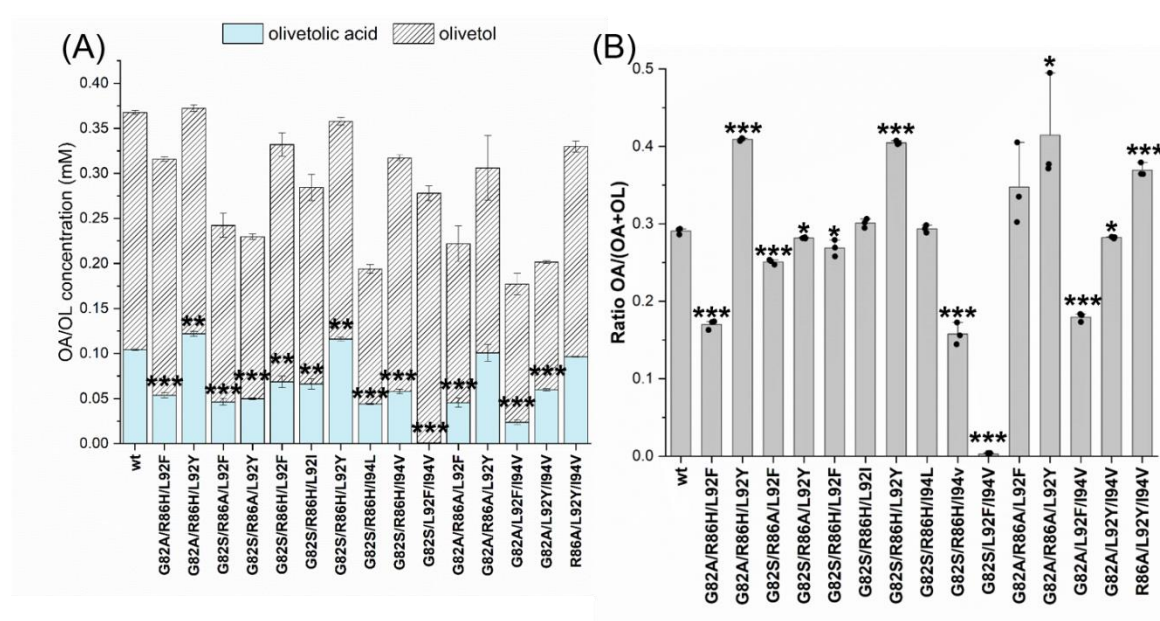 (A)
olivetolic acid
olivetol
OA/OL concentration (mM)
0.40
0.35
0.30
0.25
0.20
0.15
0.10
0.05
0.00
***
**
***
***
**
**
**
***
***
***
***
***
***
wt
G82A/R86H/L92F
G82A/R86H/L92Y
G82S/R86A/L92F
G82S/R86A/L92Y
G82S/R86H/L92F
G82S/R86H/L92I
G82S/R86H/L92Y
G82S/R86H/I94L
G82S/R86H/I94V
G82S/L92F/I94V
G82A/R86A/L92F
G82A/R86A/L92Y
G82A/L92F/I94V
G82A/L92Y/I94V
R86A/L92Y/I94V
(B)
Ratio OA/(OA+OL)
0.5
0.4
0.3
0.2
0.1
0.0
***
***
***
*
*
***
***
***
*
***
*
***
wt
G82A/R86H/L92F
G82A/R86H/L92Y
G82S/R86A/L92F
G82S/R86A/L92Y
G82S/R86H/L92F
G82S/R86H/L92I
G82S/R86H/L92Y
G82S/R86H/I94L
G82S/R86H/I94v
G82S/L92F/I94V
G82A/R86A/L92F
G82A/R86A/L92Y
G82A/L92F/I94V
G82A/L92Y/I94V
R86A/L92Y/I94V